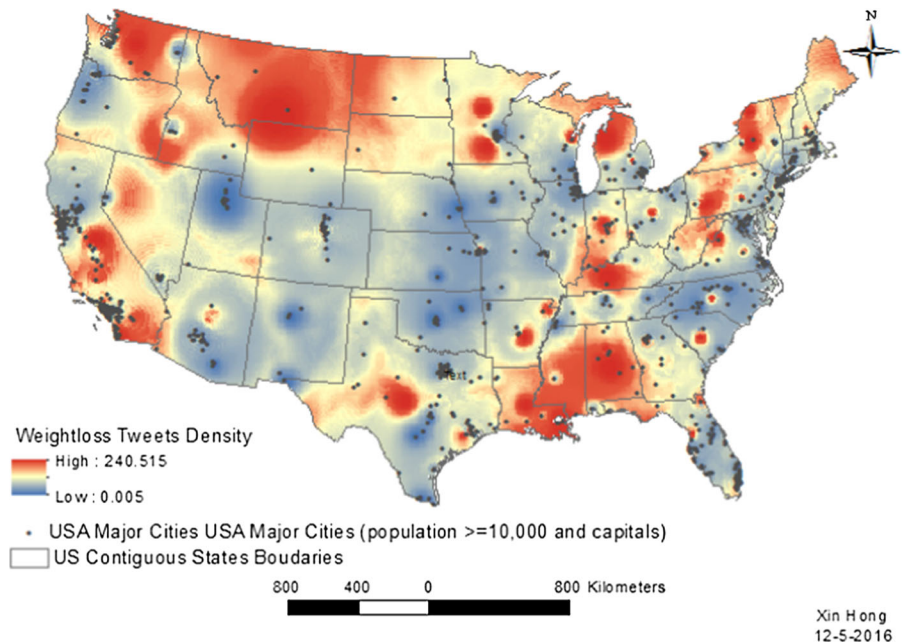 N
Text
Weightloss Tweets Density
High : 240.515
Low : 0.005
USA Major Cities USA Major Cities (population >=10,000 and capitals)
US Contiguous States Boudaries
800 400 0 800 Kilometers
Xin Hong
12-5-2016